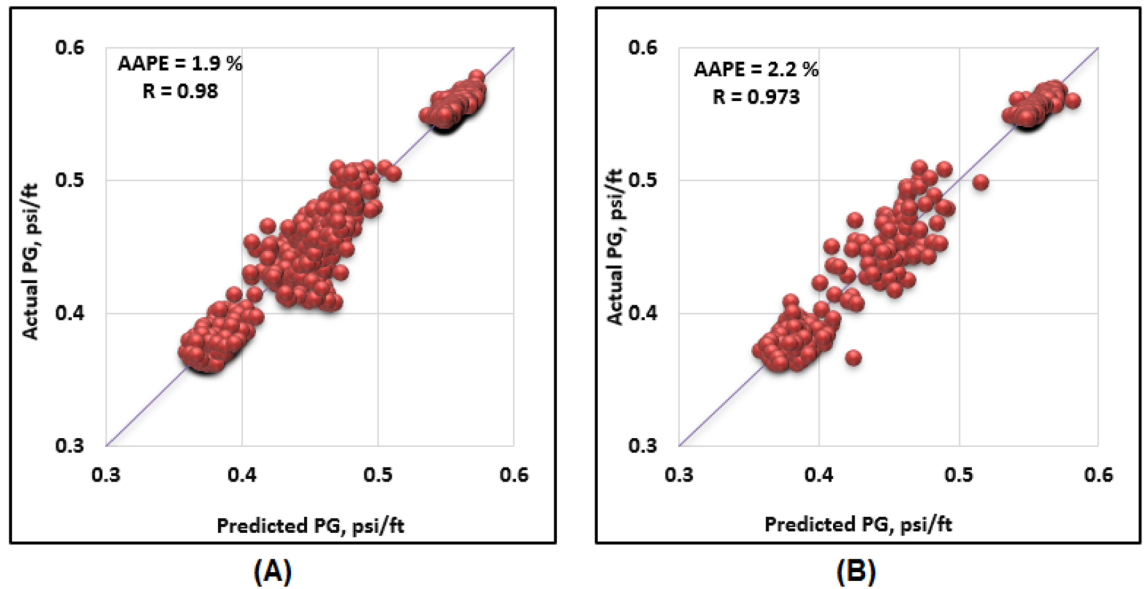 AAPE = 1.9 %
R = 0.98
Actual PG, psi/ft
0.6
0.5
0.4
0.3
0.3 0.4 0.5 0.6
Predicted PG, psi/ft
(A)
AAPE = 2.2 %
R = 0.973
Actual PG, psi/ft
0.6
0.5
0.4
0.3
0.3 0.4 0.5 0.6
Predicted PG, psi/ft
(B)